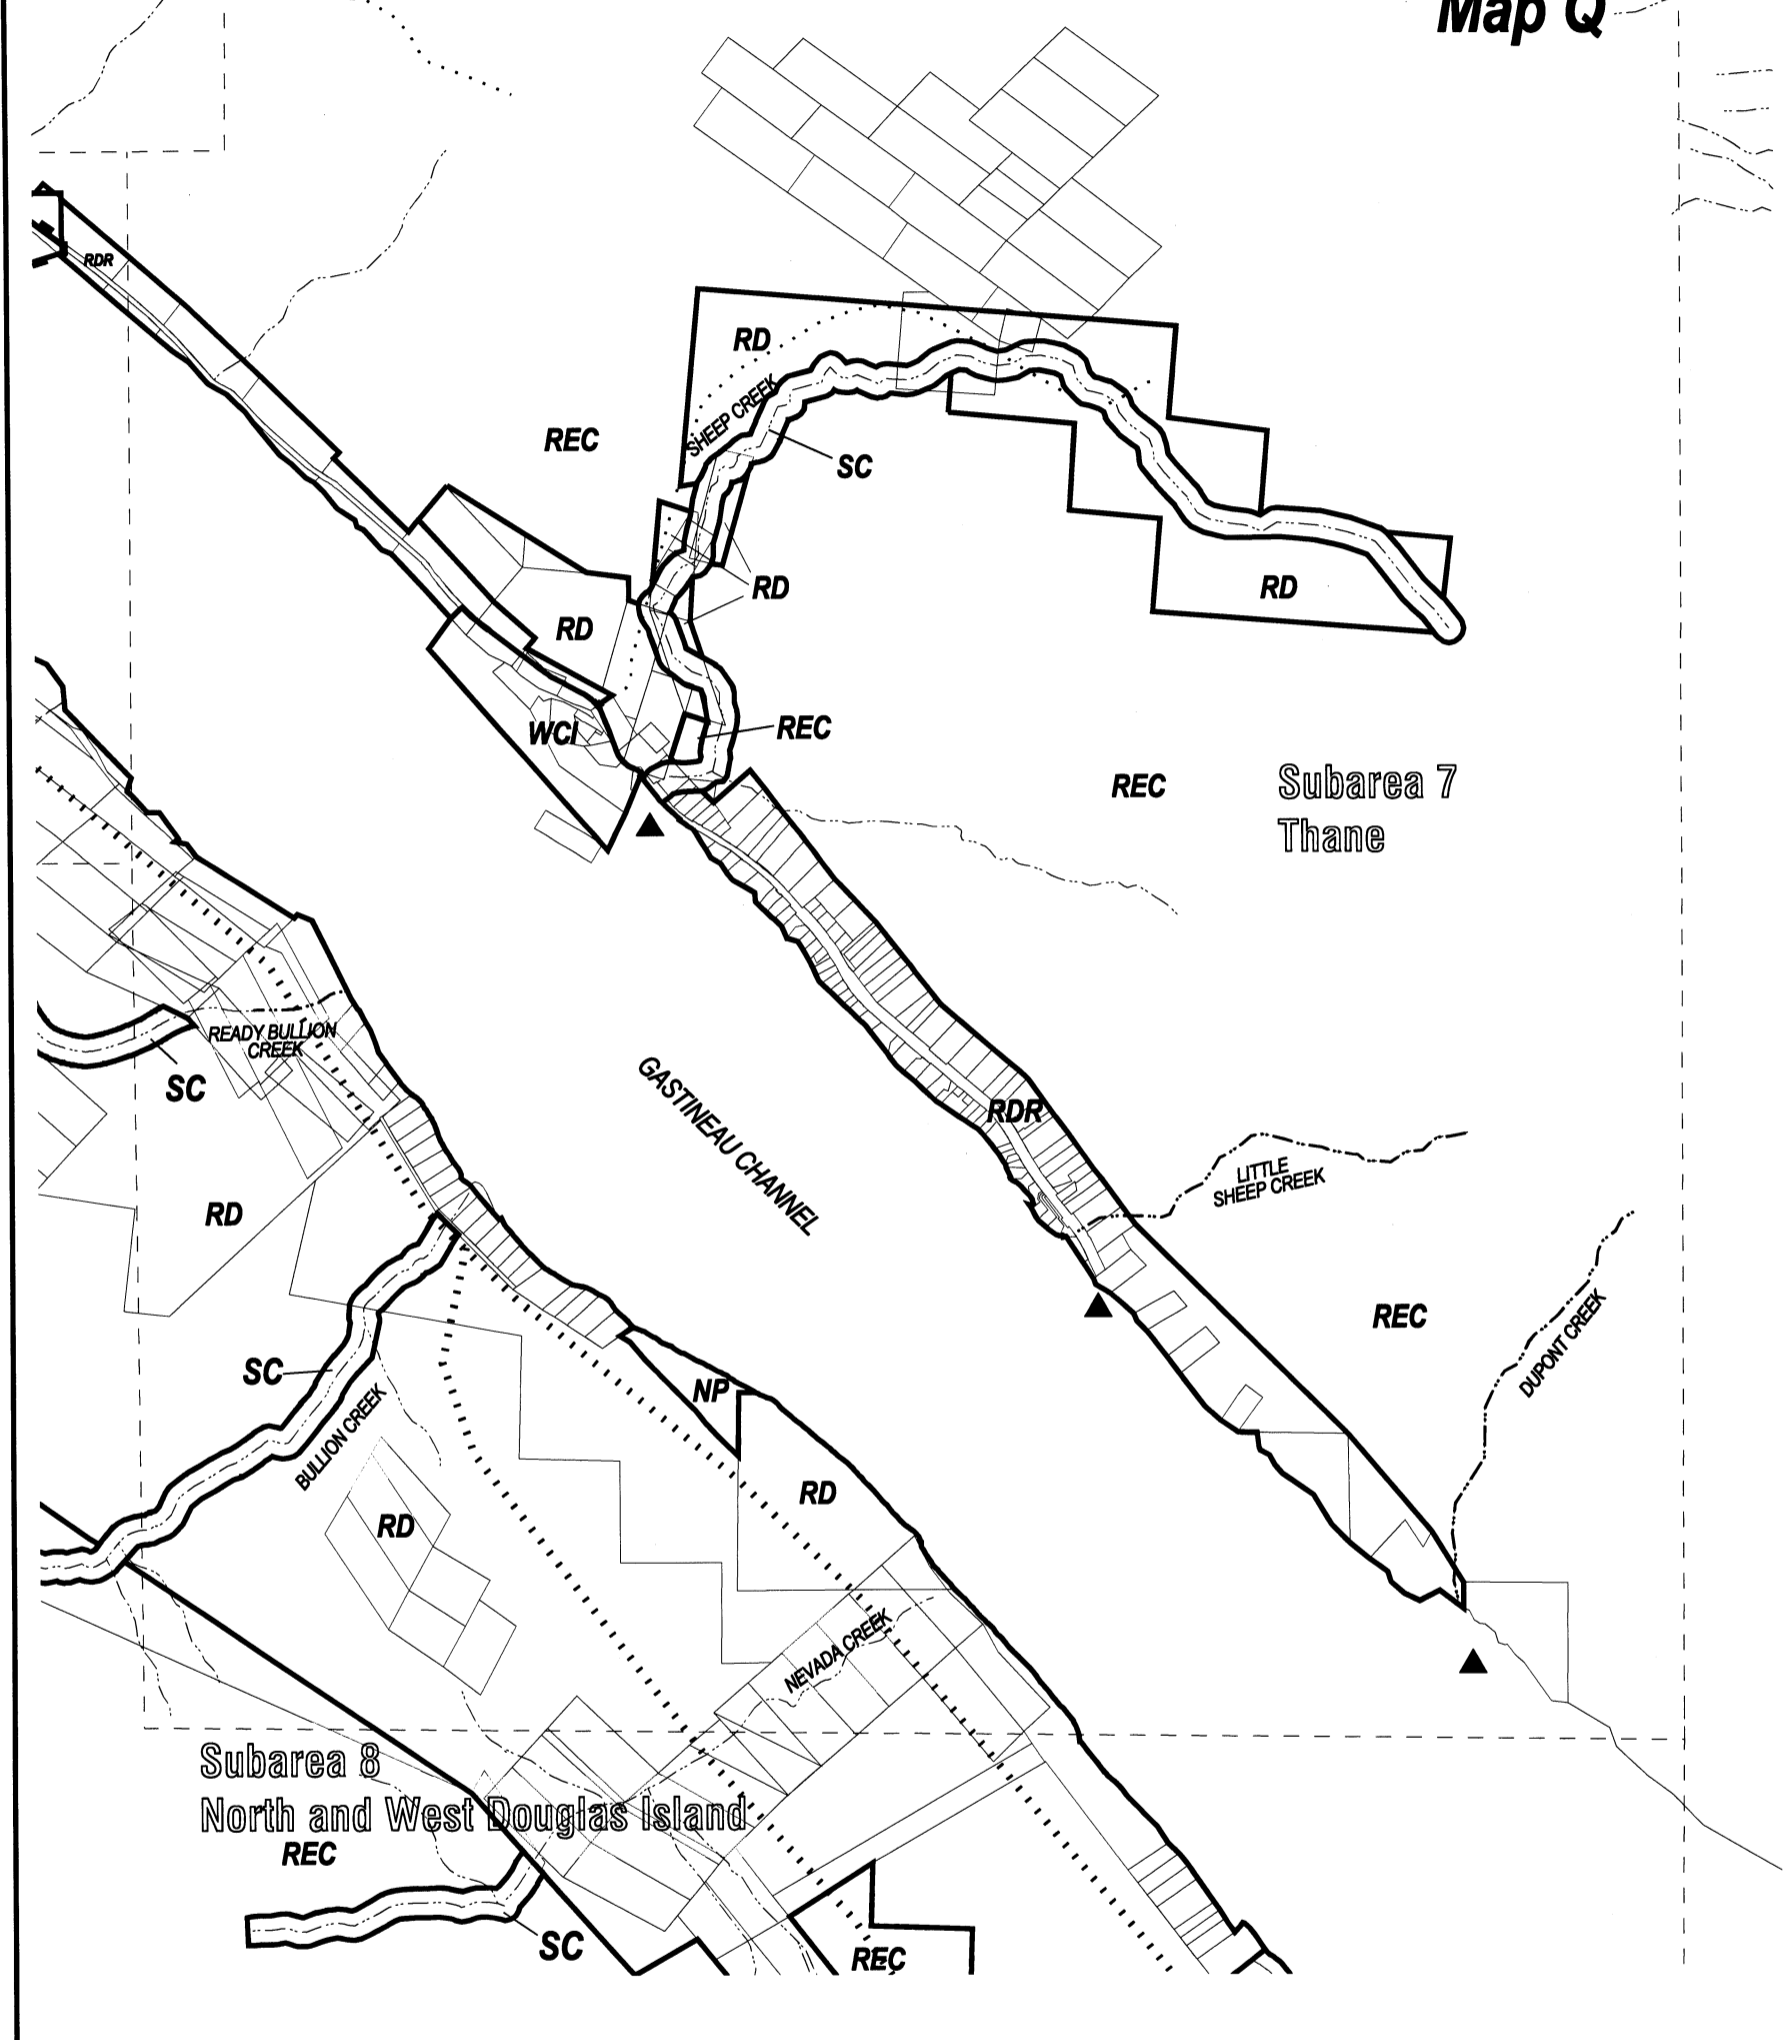 Map Q
RDR
RD
SHEEP CREEK
REC
SC
RD
RD
RD
WCI
REC
REC
Subarea 7
Thane
READY BULLION
CREEK
SC
GASTINEAU CHANNEL
RDR
LITTLE
SHEEP CREEK
RD
REC
DUPONT CREEK
SC
BULLION CREEK
NP
RD
RD
NEVADA CREEK
Subarea 8
North and West Douglas Island
REC
SC
REC